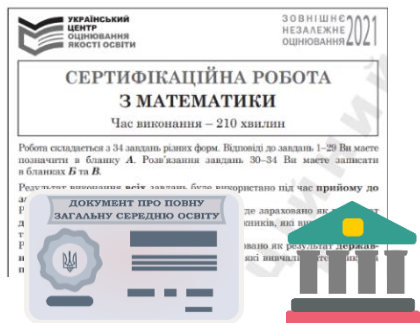 УКРАЇНСЬКИЙ
ЦЕНТР
ОЦІНЮВАННЯ
ЯКОСТІ ОСВІТИ
ЗОВНІШНЄ
НЕЗАЛЕЖНЕ
ОЦІНЮВАННЯ 2021
СЕРТИФІКАЦІЙНА РОБОТА
З МАТЕМАТИКИ
Час виконання – 210 хвилин
Робота складається з 34 завдань різних форм. Відповіді до завдань 1–29 Ви маєте
позначити в бланку А. Розв'язання завдань 30–34 Ви маєте записати
в бланках Б та В.
Результат виконання всіх завдань буде використано під час прийому до
де зараховано як
овано як результат держав-
які вивчали
ДОКУМЕНТ ПРО ПОВНУ
ЗАГАЛЬНУ СЕРЕДНЮ ОСВІТУ